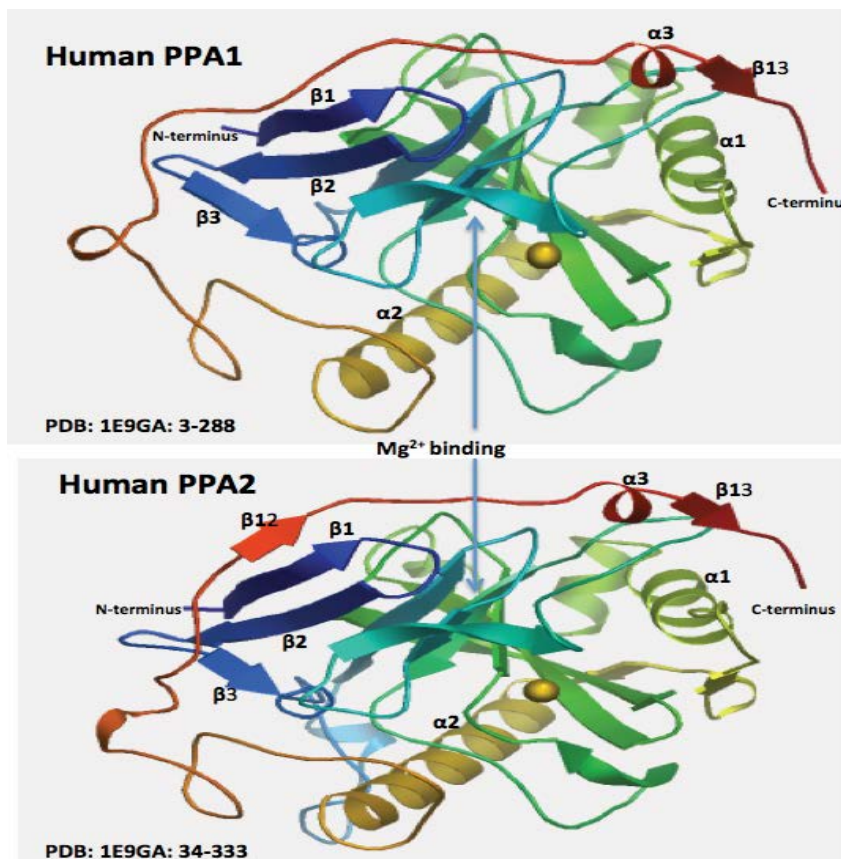 Human PPA1
α3
β13
β1
N-terminus
α1
β2
C-terminu
β3
α2
PDB: 1E9GA: 3-288
Mg²⁺ binding
Human PPA2
α3
β13
β12
β1
α1
N-terminus
C-terminus
β2
β3
α2
PDB: 1E9GA: 34-333